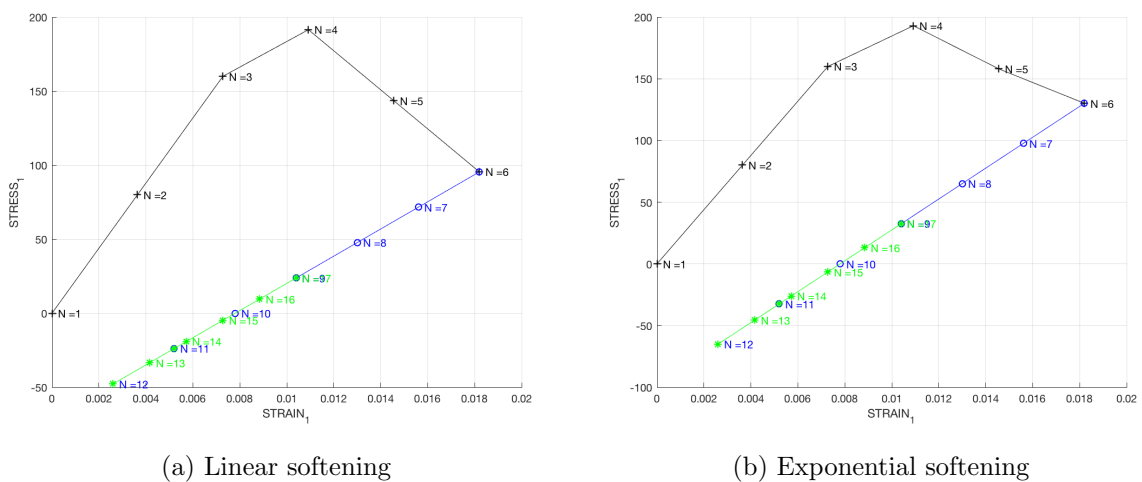 200
150
100
50
0
-50
STRESS1
N =1
N =2
N =3
N =4
N =5
N =6
N =7
N =8
N =9
N =17
N =10
N =16
N =15
N =14
N =11
N =13
N =12
0 0.002 0.004 0.006 0.008 0.01 0.012 0.014 0.016 0.018 0.02
STRAIN1
(a) Linear softening
200
150
100
50
0
-50
-100
STRESS1
N =1
N =2
N =3
N =4
N =5
N =6
N =7
N =8
N =9
N =17
N =16
N =10
N =15
N =14
N =11
N =13
N =12
0 0.002 0.004 0.006 0.008 0.01 0.012 0.014 0.016 0.018 0.02
STRAIN1
(b) Exponential softening